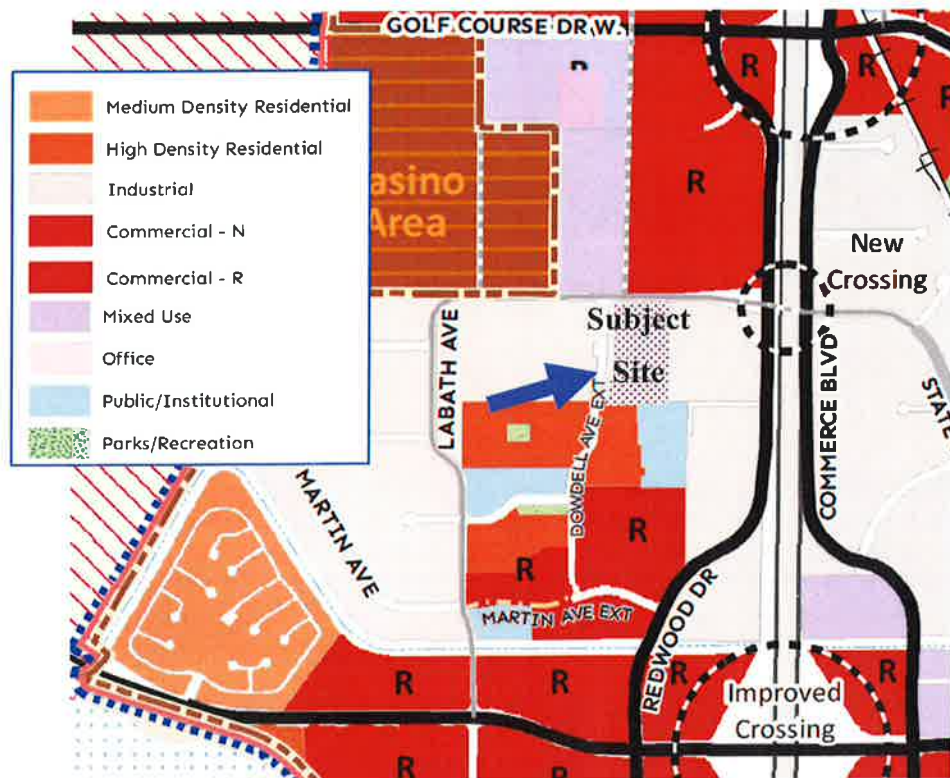 GOLF COURSE DR W.
R
R
R
Medium Density Residential
High Density Residential
Industrial
Commercial - N
Commercial - R
Mixed Use
Office
Public/Institutional
Parks/Recreation
asino
Area
R
New
Crossing
Subject
Site
LABATH AVE
DOWDELL AVE EXT
COMMERCE BLVD
STATE
MARTIN AVE
R
R
MARTIN AVE EXT
REDWOOD DR
R
R
R
R
Improved
Crossing
R